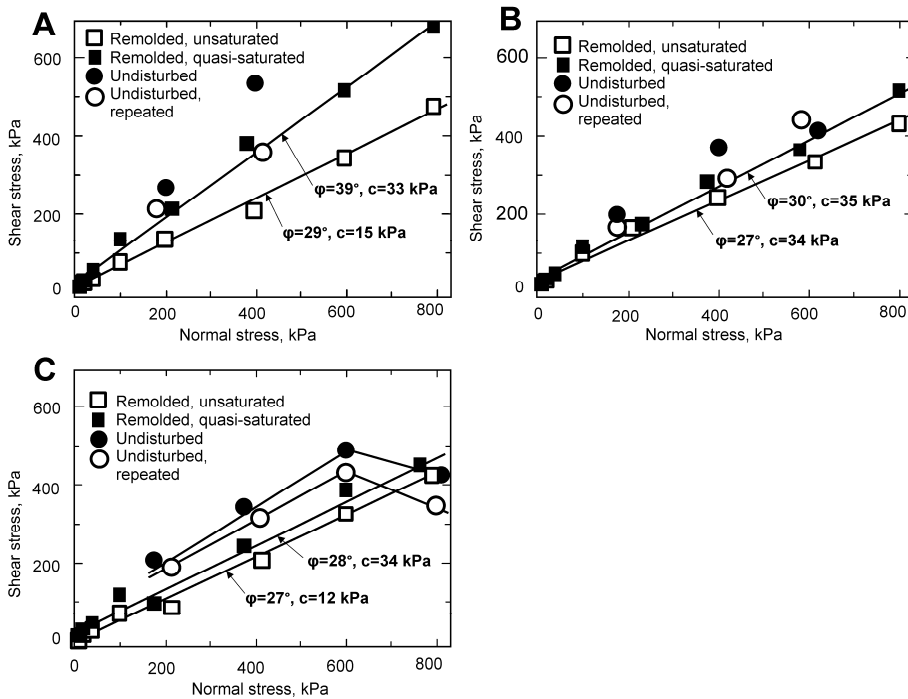 A
Remolded, unsaturated
Remolded, quasi-saturated
Undisturbed
Undisturbed,
repeated
φ=39°, c=33 kPa
φ=29°, c=15 kPa
600
400
200
0
0 200 400 600 800
Shear stress, kPa
Normal stress, kPa
B
Remolded, unsaturated
Remolded, quasi-saturated
Undisturbed
Undisturbed,
repeated
φ=30°, c=35 kPa
φ=27°, c=34 kPa
600
400
200
0
0 200 400 600 800
Shear stress, kPa
Normal stress, kPa
C
Remolded, unsaturated
Remolded, quasi-saturated
Undisturbed
Undisturbed,
repeated
φ=28°, c=34 kPa
φ=27°, c=12 kPa
600
400
200
0
0 200 400 600 800
Shear stress, kPa
Normal stress, kPa